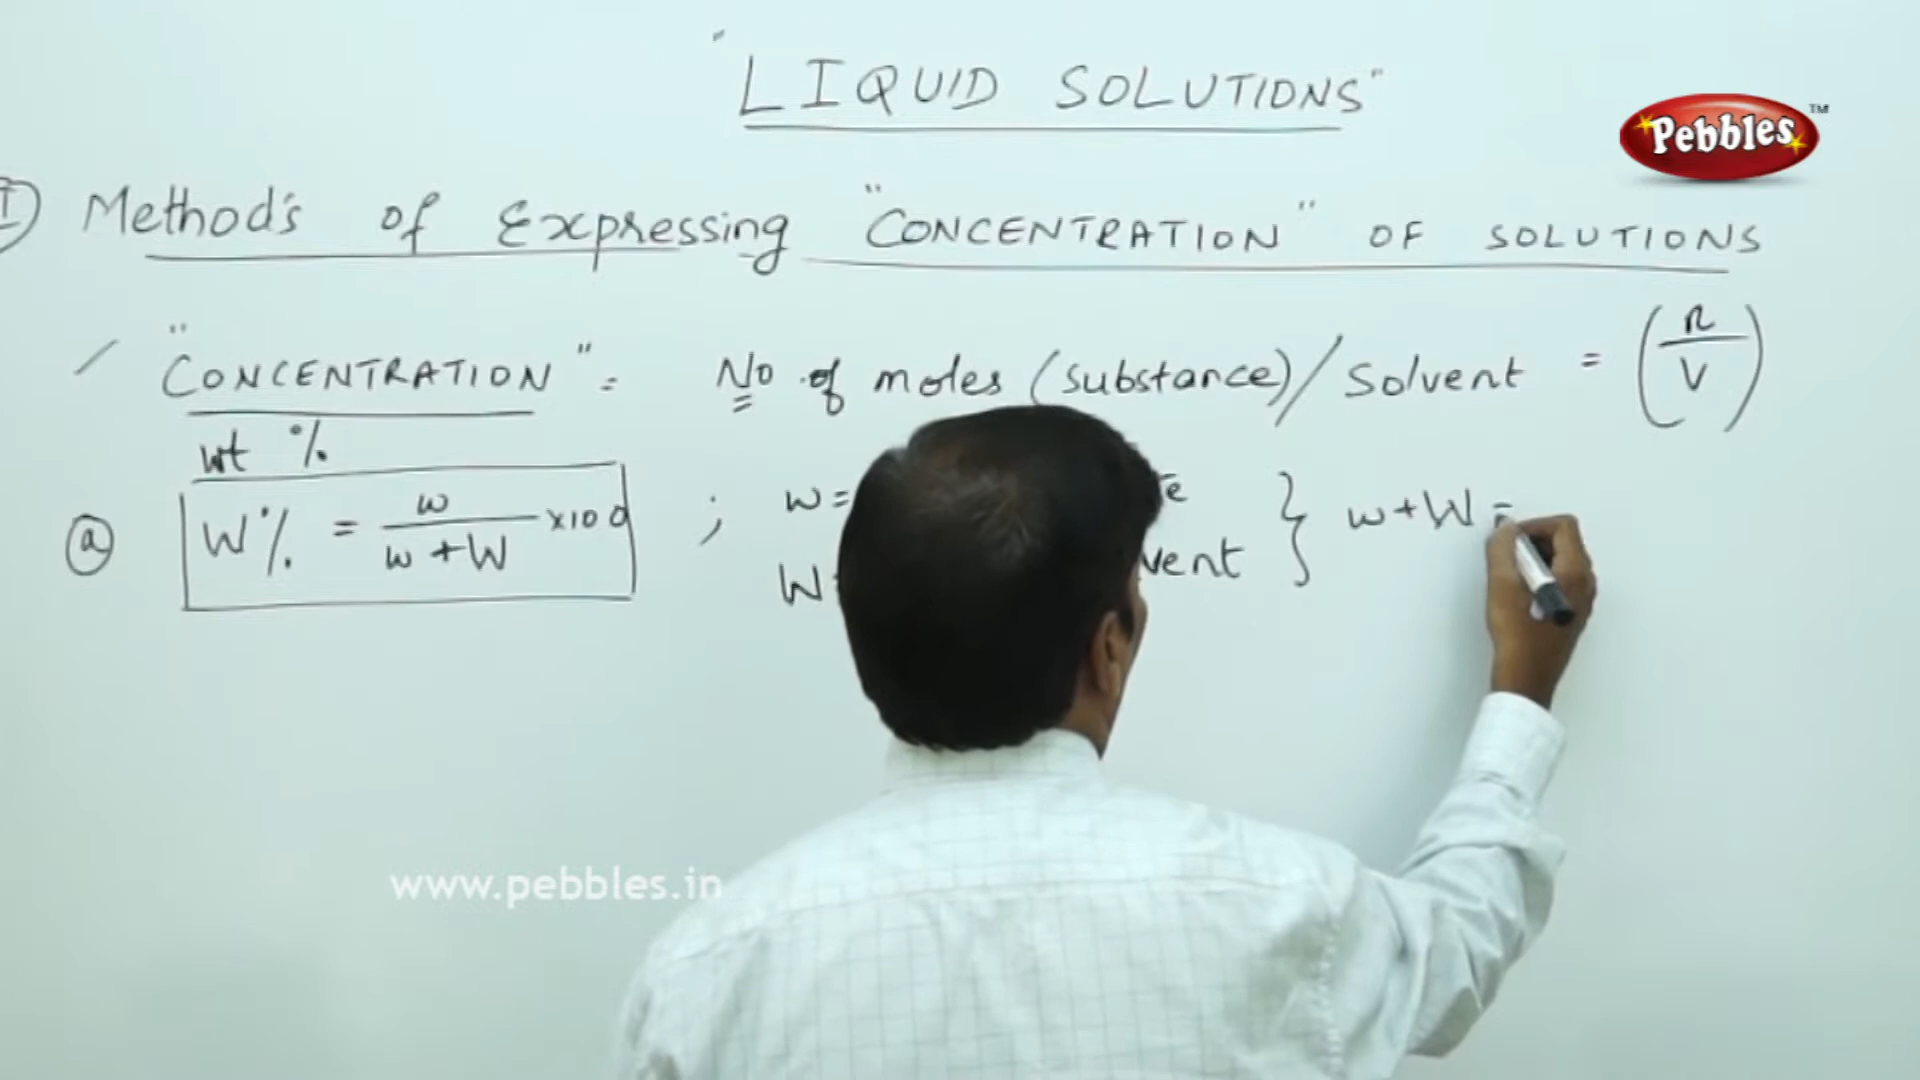 "LIQUID SOLUTIONS"
Pebbles TM
I Method's of Expressing "CONCENTRATION" OF SOLUTIONS
"CONCENTRATION" = No of moles (substance)/Solvent = (n/V)
wt %
a W% = w/w+W x100 ; w=
W
} w+W =
www.pebbles.in